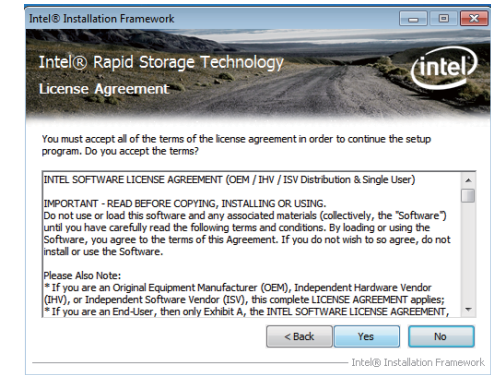 Intel® Installation Framework
Intel® Rapid Storage Technology
License Agreement
intel
You must accept all of the terms of the license agreement in order to continue the setup
program. Do you accept the terms?
INTEL SOFTWARE LICENSE AGREEMENT (OEM / IHV / ISV Distribution & Single User)
IMPORTANT - READ BEFORE COPYING, INSTALLING OR USING.
Do not use or load this software and any associated materials (collectively, the "Software")
until you have carefully read the following terms and conditions. By loading or using the
Software, you agree to the terms of this Agreement. If you do not wish to so agree, do not
install or use the Software.
Please Also Note:
* If you are an Original Equipment Manufacturer (OEM), Independent Hardware Vendor
(IHV), or Independent Software Vendor (ISV), this complete LICENSE AGREEMENT applies;
* If you are an End-User, then only Exhibit A, the INTEL SOFTWARE LICENSE AGREEMENT,
< Back Yes No
Intel® Installation Framework